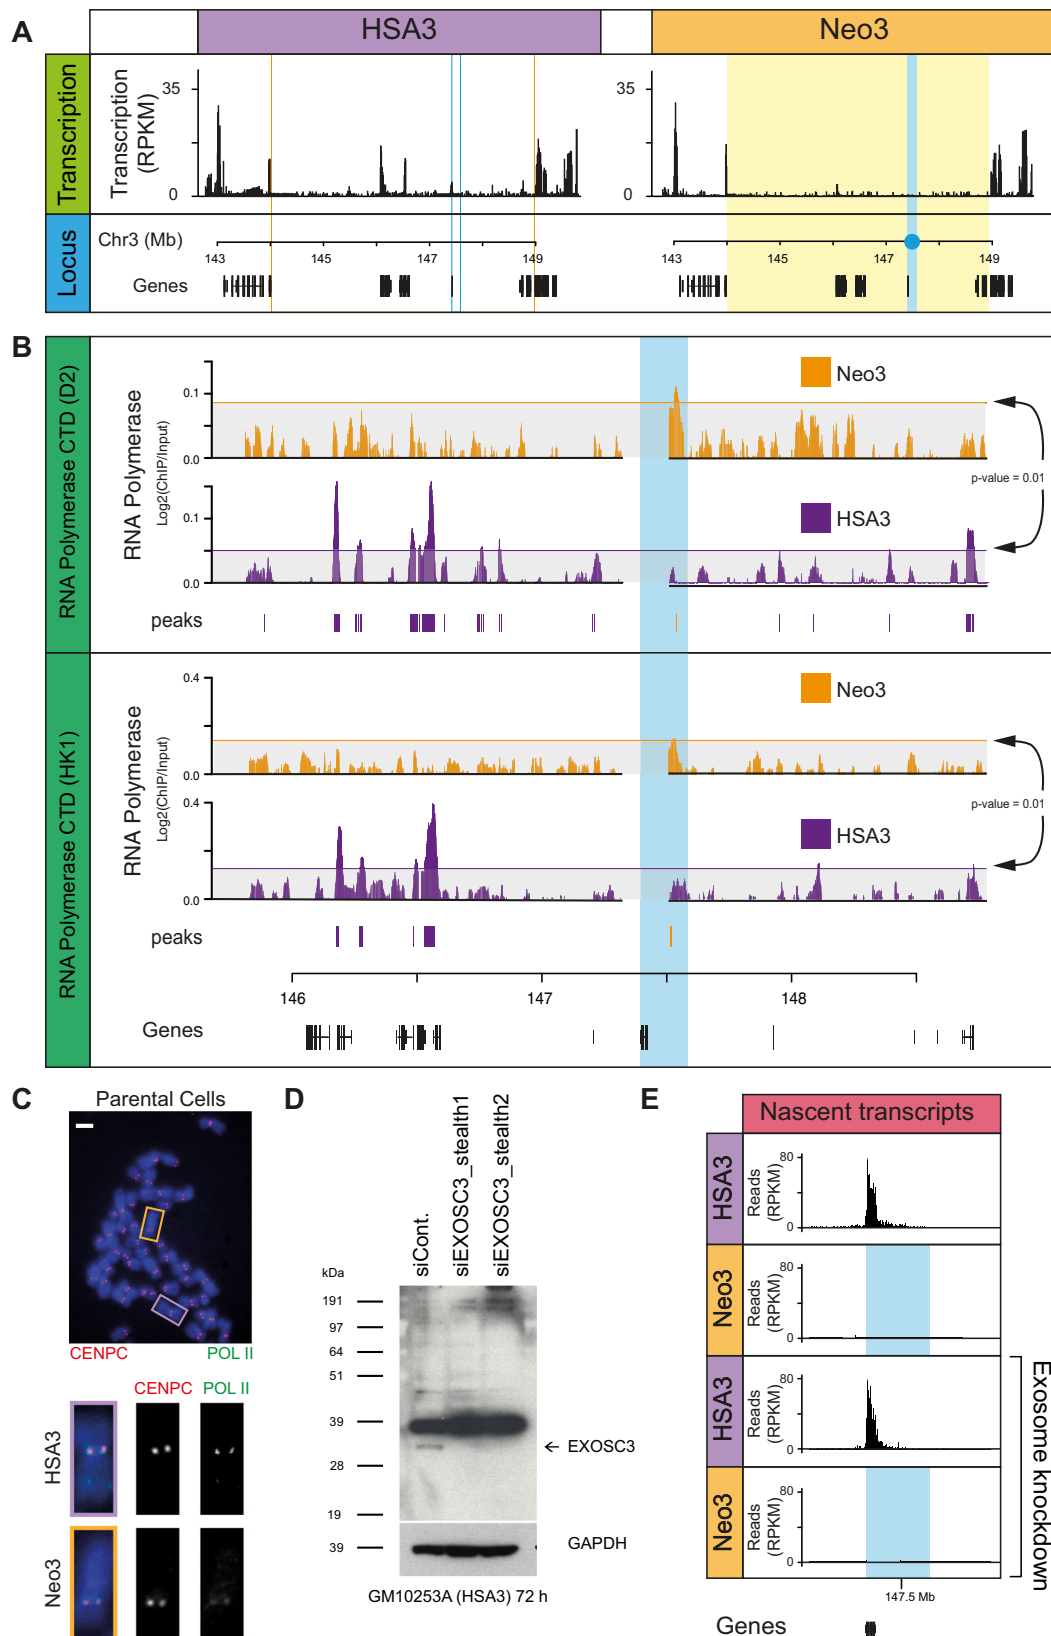 A
HSA3
Neo3
Transcription
Transcription
(RPKM)
35
0
35
0
Locus
Chr3 (Mb)
143
145
147
149
143
145
147
149
Genes
B
RNA Polymerase CTD (D2)
RNA Polymerase
Log2(ChIP/Input)
0.1
0.0
Neo3
0.1
0.0
HSA3
p-value = 0.01
peaks
RNA Polymerase CTD (HK1)
RNA Polymerase
Log2(ChIP/Input)
0.4
0.0
Neo3
0.4
0.0
HSA3
p-value = 0.01
peaks
146
147
148
Genes
C
Parental Cells
CENPC
POL II
CENPC
POL II
HSA3
Neo3
D
siCont.
siEXOSC3_stealth1
siEXOSC3_stealth2
kDa
191
97
64
51
39
28
19
39
EXOSC3
GAPDH
GM10253A (HSA3) 72 h
E
Nascent transcripts
HSA3
Reads
(RPKM)
80
0
Neo3
Reads
(RPKM)
80
0
HSA3
Reads
(RPKM)
80
0
Neo3
Reads
(RPKM)
80
0
Exosome knockdown
147.5 Mb
Genes